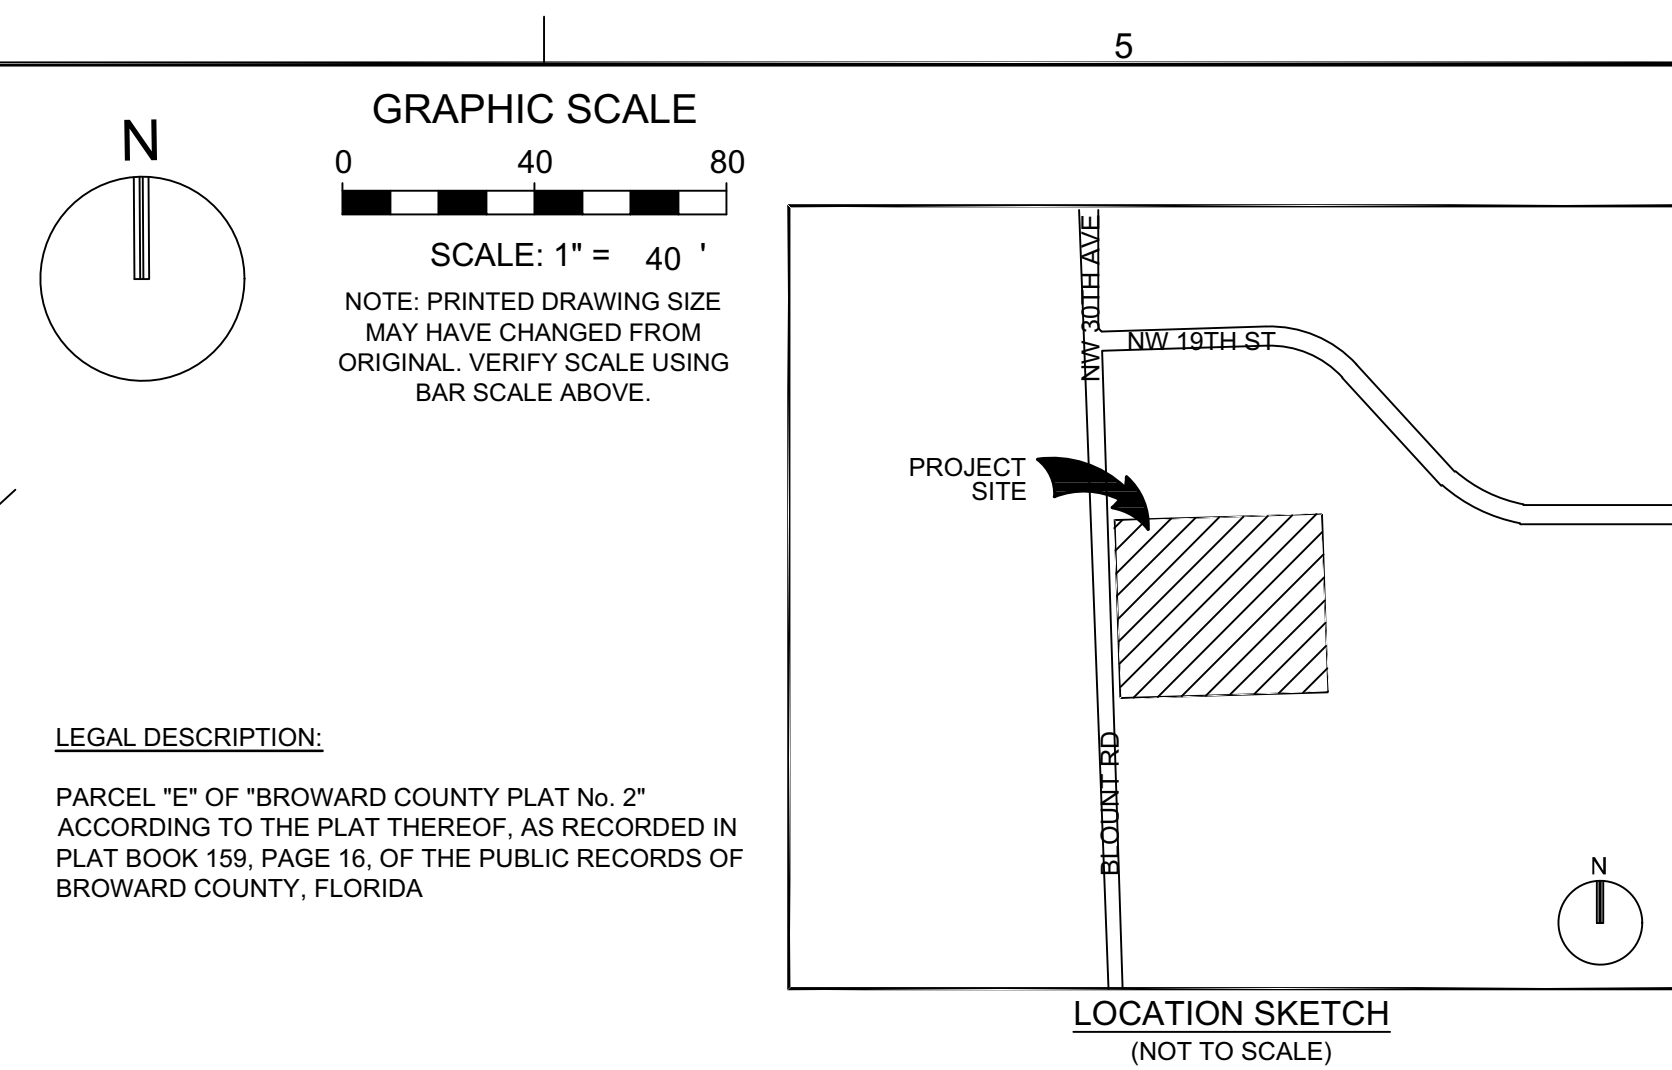 5
N
GRAPHIC SCALE
0 40 80
SCALE: 1" = 40 '
NOTE: PRINTED DRAWING SIZE
MAY HAVE CHANGED FROM
ORIGINAL. VERIFY SCALE USING
BAR SCALE ABOVE.
NW 30TH AVE
NW 19TH ST
PROJECT
SITE
BLOUNT RD
N
LEGAL DESCRIPTION:
PARCEL "E" OF "BROWARD COUNTY PLAT No. 2"
ACCORDING TO THE PLAT THEREOF, AS RECORDED IN
PLAT BOOK 159, PAGE 16, OF THE PUBLIC RECORDS OF
BROWARD COUNTY, FLORIDA
LOCATION SKETCH
(NOT TO SCALE)